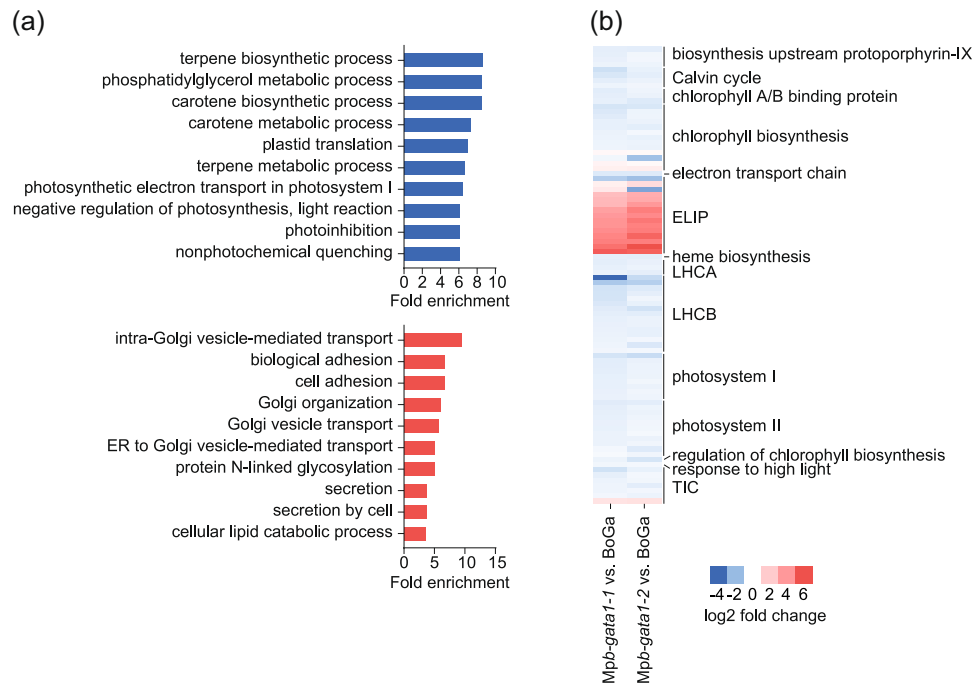 (a)
terpene biosynthetic process
phosphatidylglycerol metabolic process
carotene biosynthetic process
carotene metabolic process
plastid translation
terpene metabolic process
photosynthetic electron transport in photosystem I
negative regulation of photosynthesis, light reaction
photoinhibition
nonphotochemical quenching
0 2 4 6 8 10
Fold enrichment
intra-Golgi vesicle-mediated transport
biological adhesion
cell adhesion
Golgi organization
Golgi vesicle transport
ER to Golgi vesicle-mediated transport
protein N-linked glycosylation
secretion
secretion by cell
cellular lipid catabolic process
0 5 10 15
Fold enrichment
(b)
biosynthesis upstream protoporphyrin-IX
Calvin cycle
chlorophyll A/B binding protein
chlorophyll biosynthesis
electron transport chain
ELIP
heme biosynthesis
LHCA
LHCB
photosystem I
photosystem II
regulation of chlorophyll biosynthesis
response to high light
TIC
Mpb-gata1-1 vs. BoGa
Mpb-gata1-2 vs. BoGa
-4 -2 0 2 4 6
log2 fold change